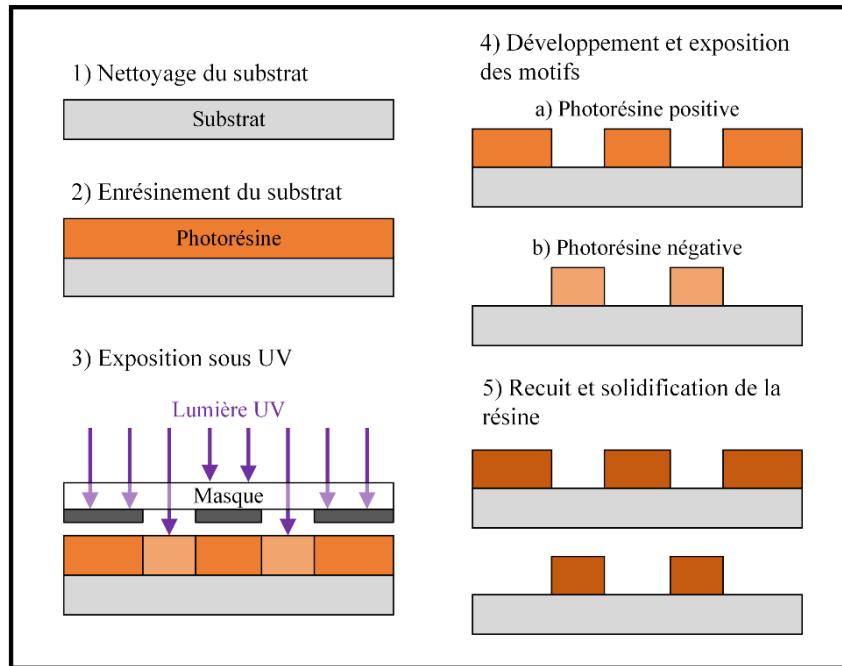 1) Nettoyage du substrat
Substrat
2) Enrésinement du substrat
Photorésine
3) Exposition sous UV
Lumière UV
Masque
4) Développement et exposition
des motifs
a) Photorésine positive
b) Photorésine négative
5) Recuit et solidification de la
résine